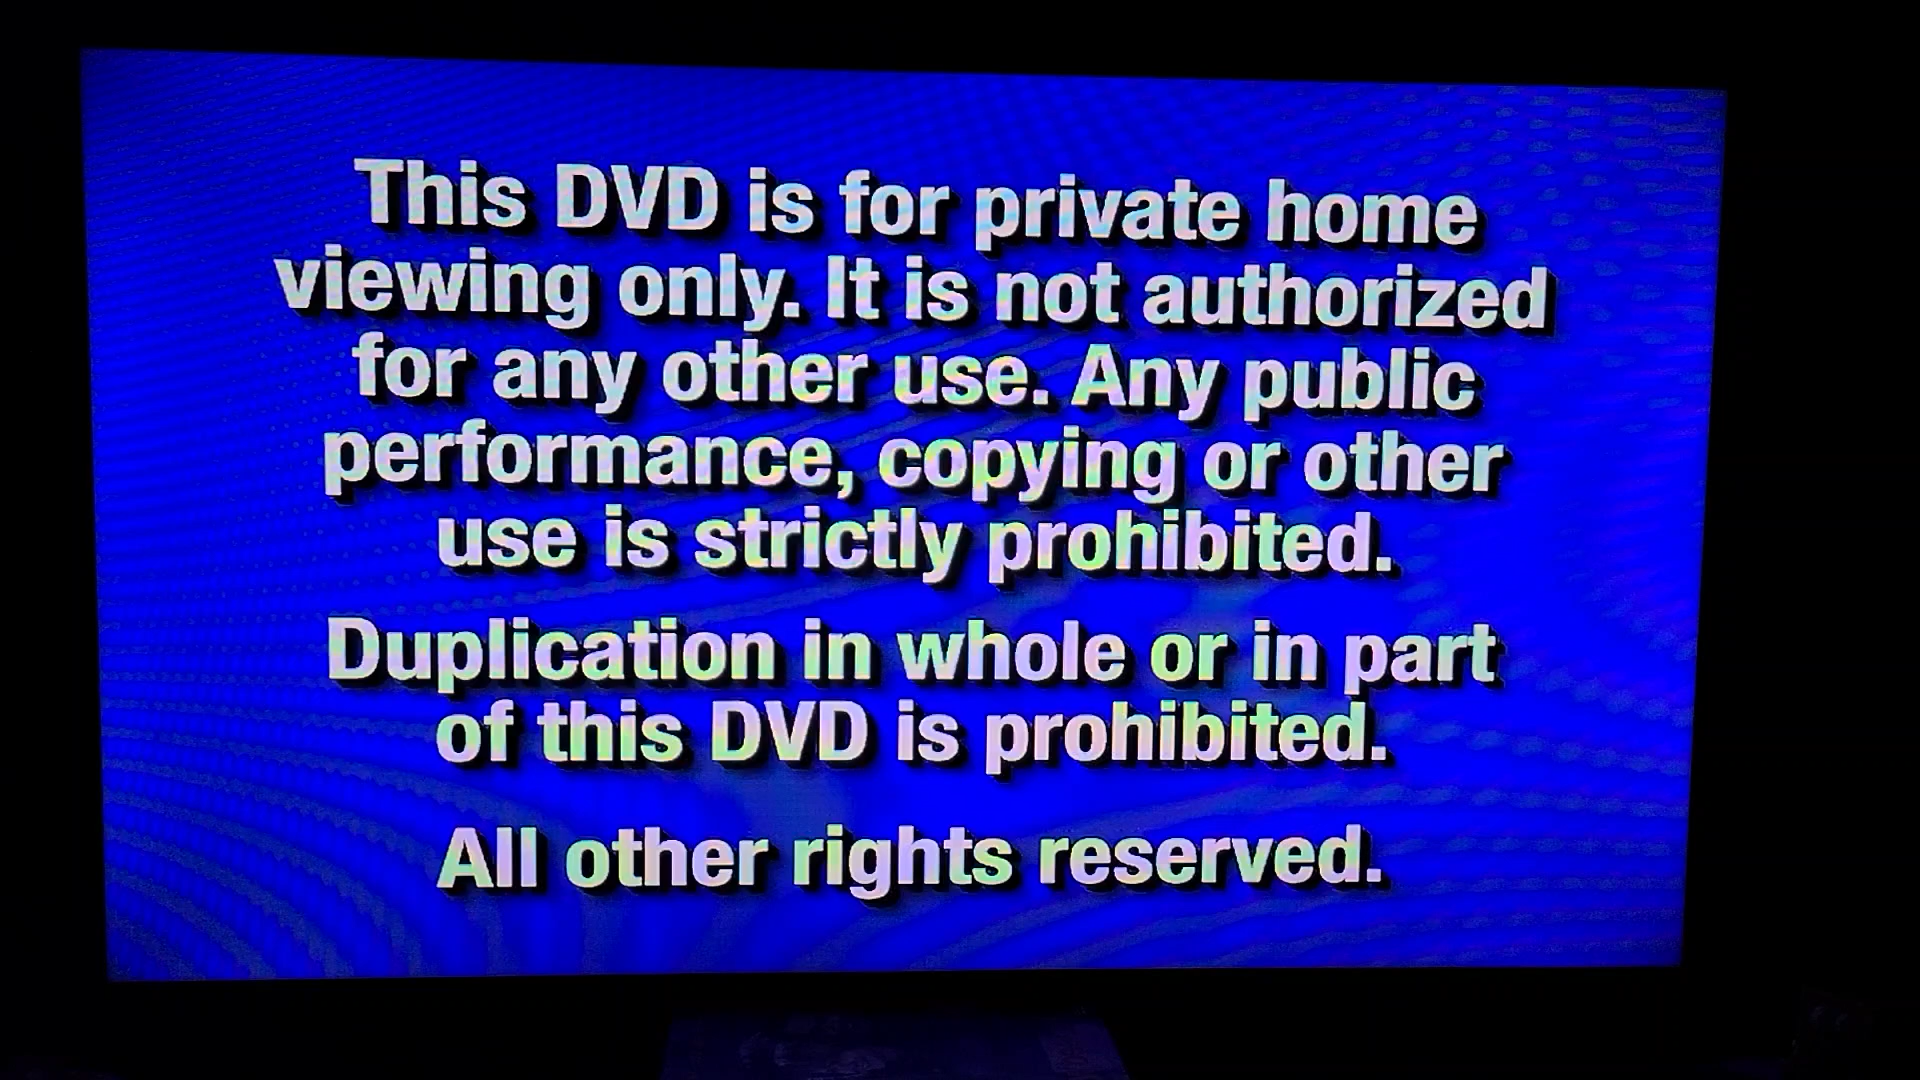 This DVD is for private home
viewing only. It is not authorized
for any other use. Any public
performance, copying or other
use is strictly prohibited.
Duplication in whole or in part
of this DVD is prohibited.
All other rights reserved.